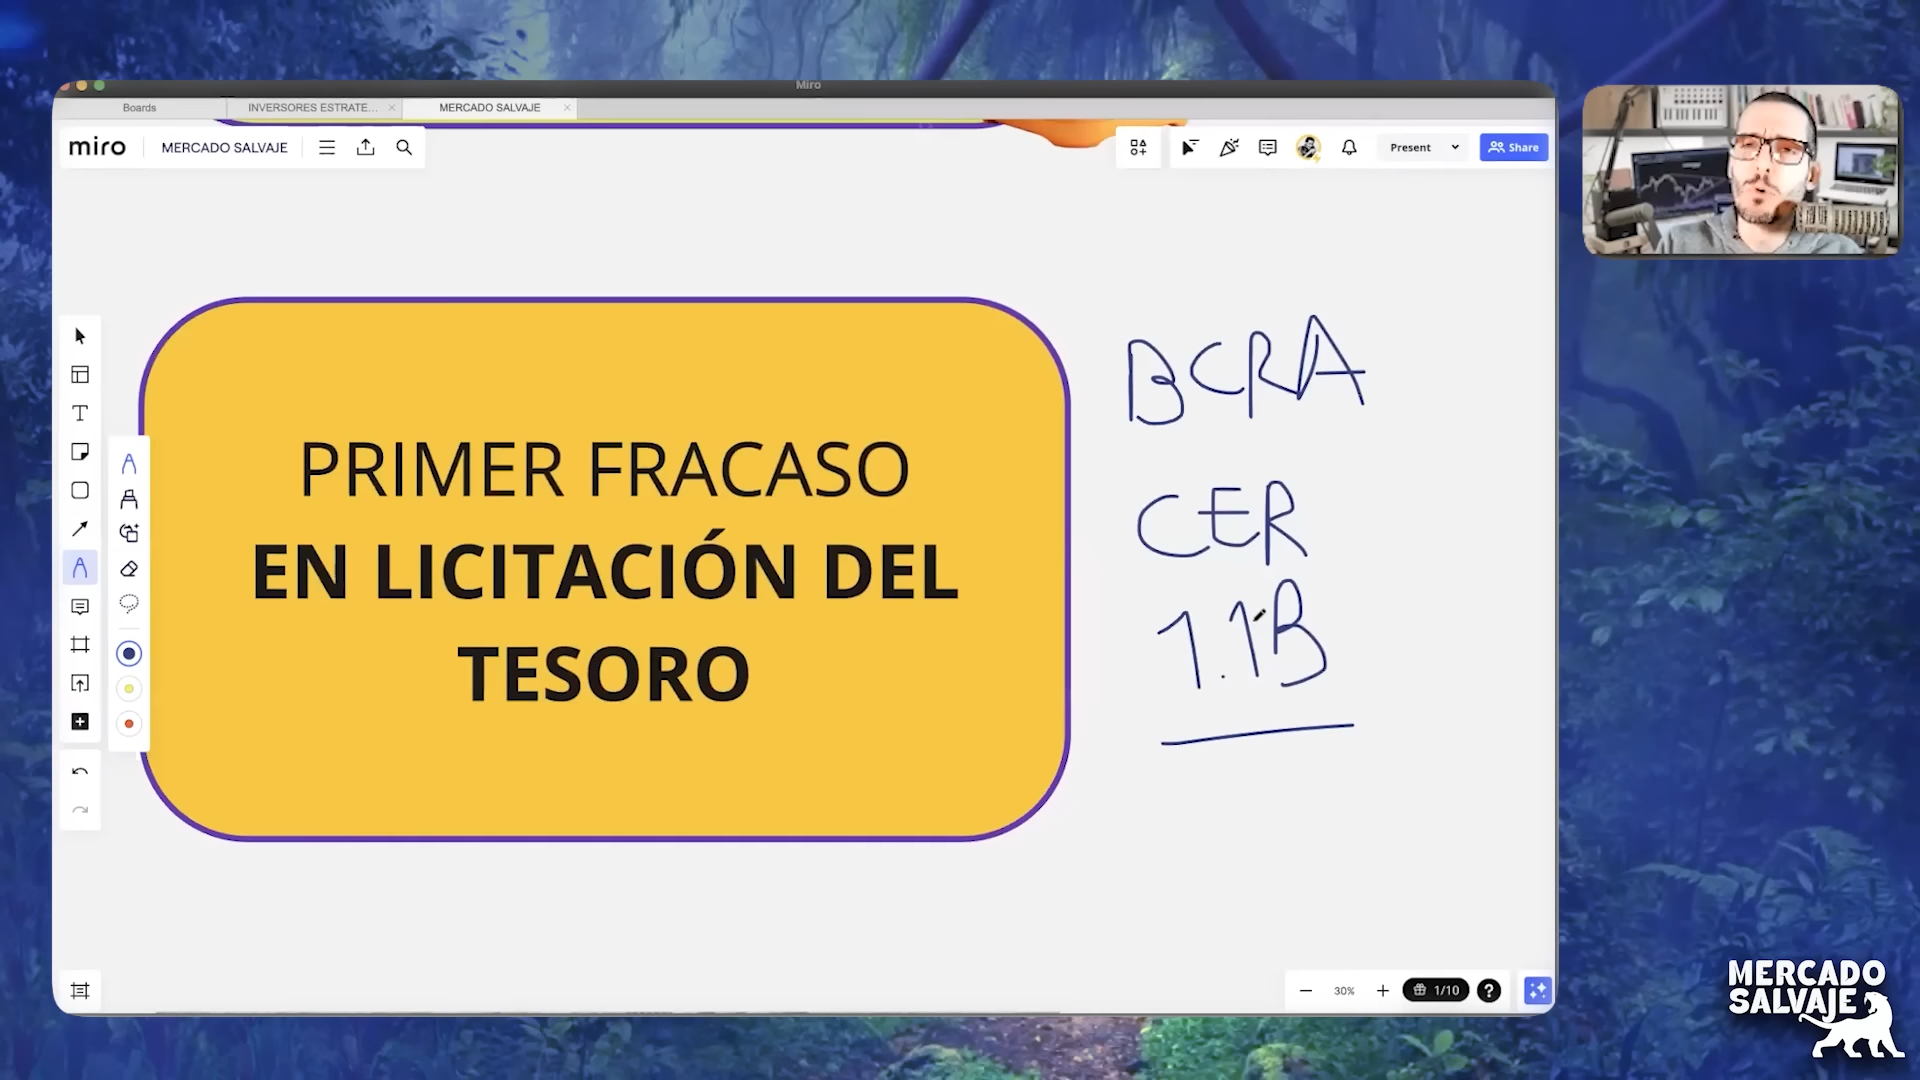 Miro
Boards
INVERSORES ESTRATE...
MERCADO SALVAJE
miro
MERCADO SALVAJE
Present
Share
PRIMER FRACASO
EN LICITACIÓN DEL
TESORO
BCRA
CER
1.1B
30%
1/10
MERCADO
SALVAJE